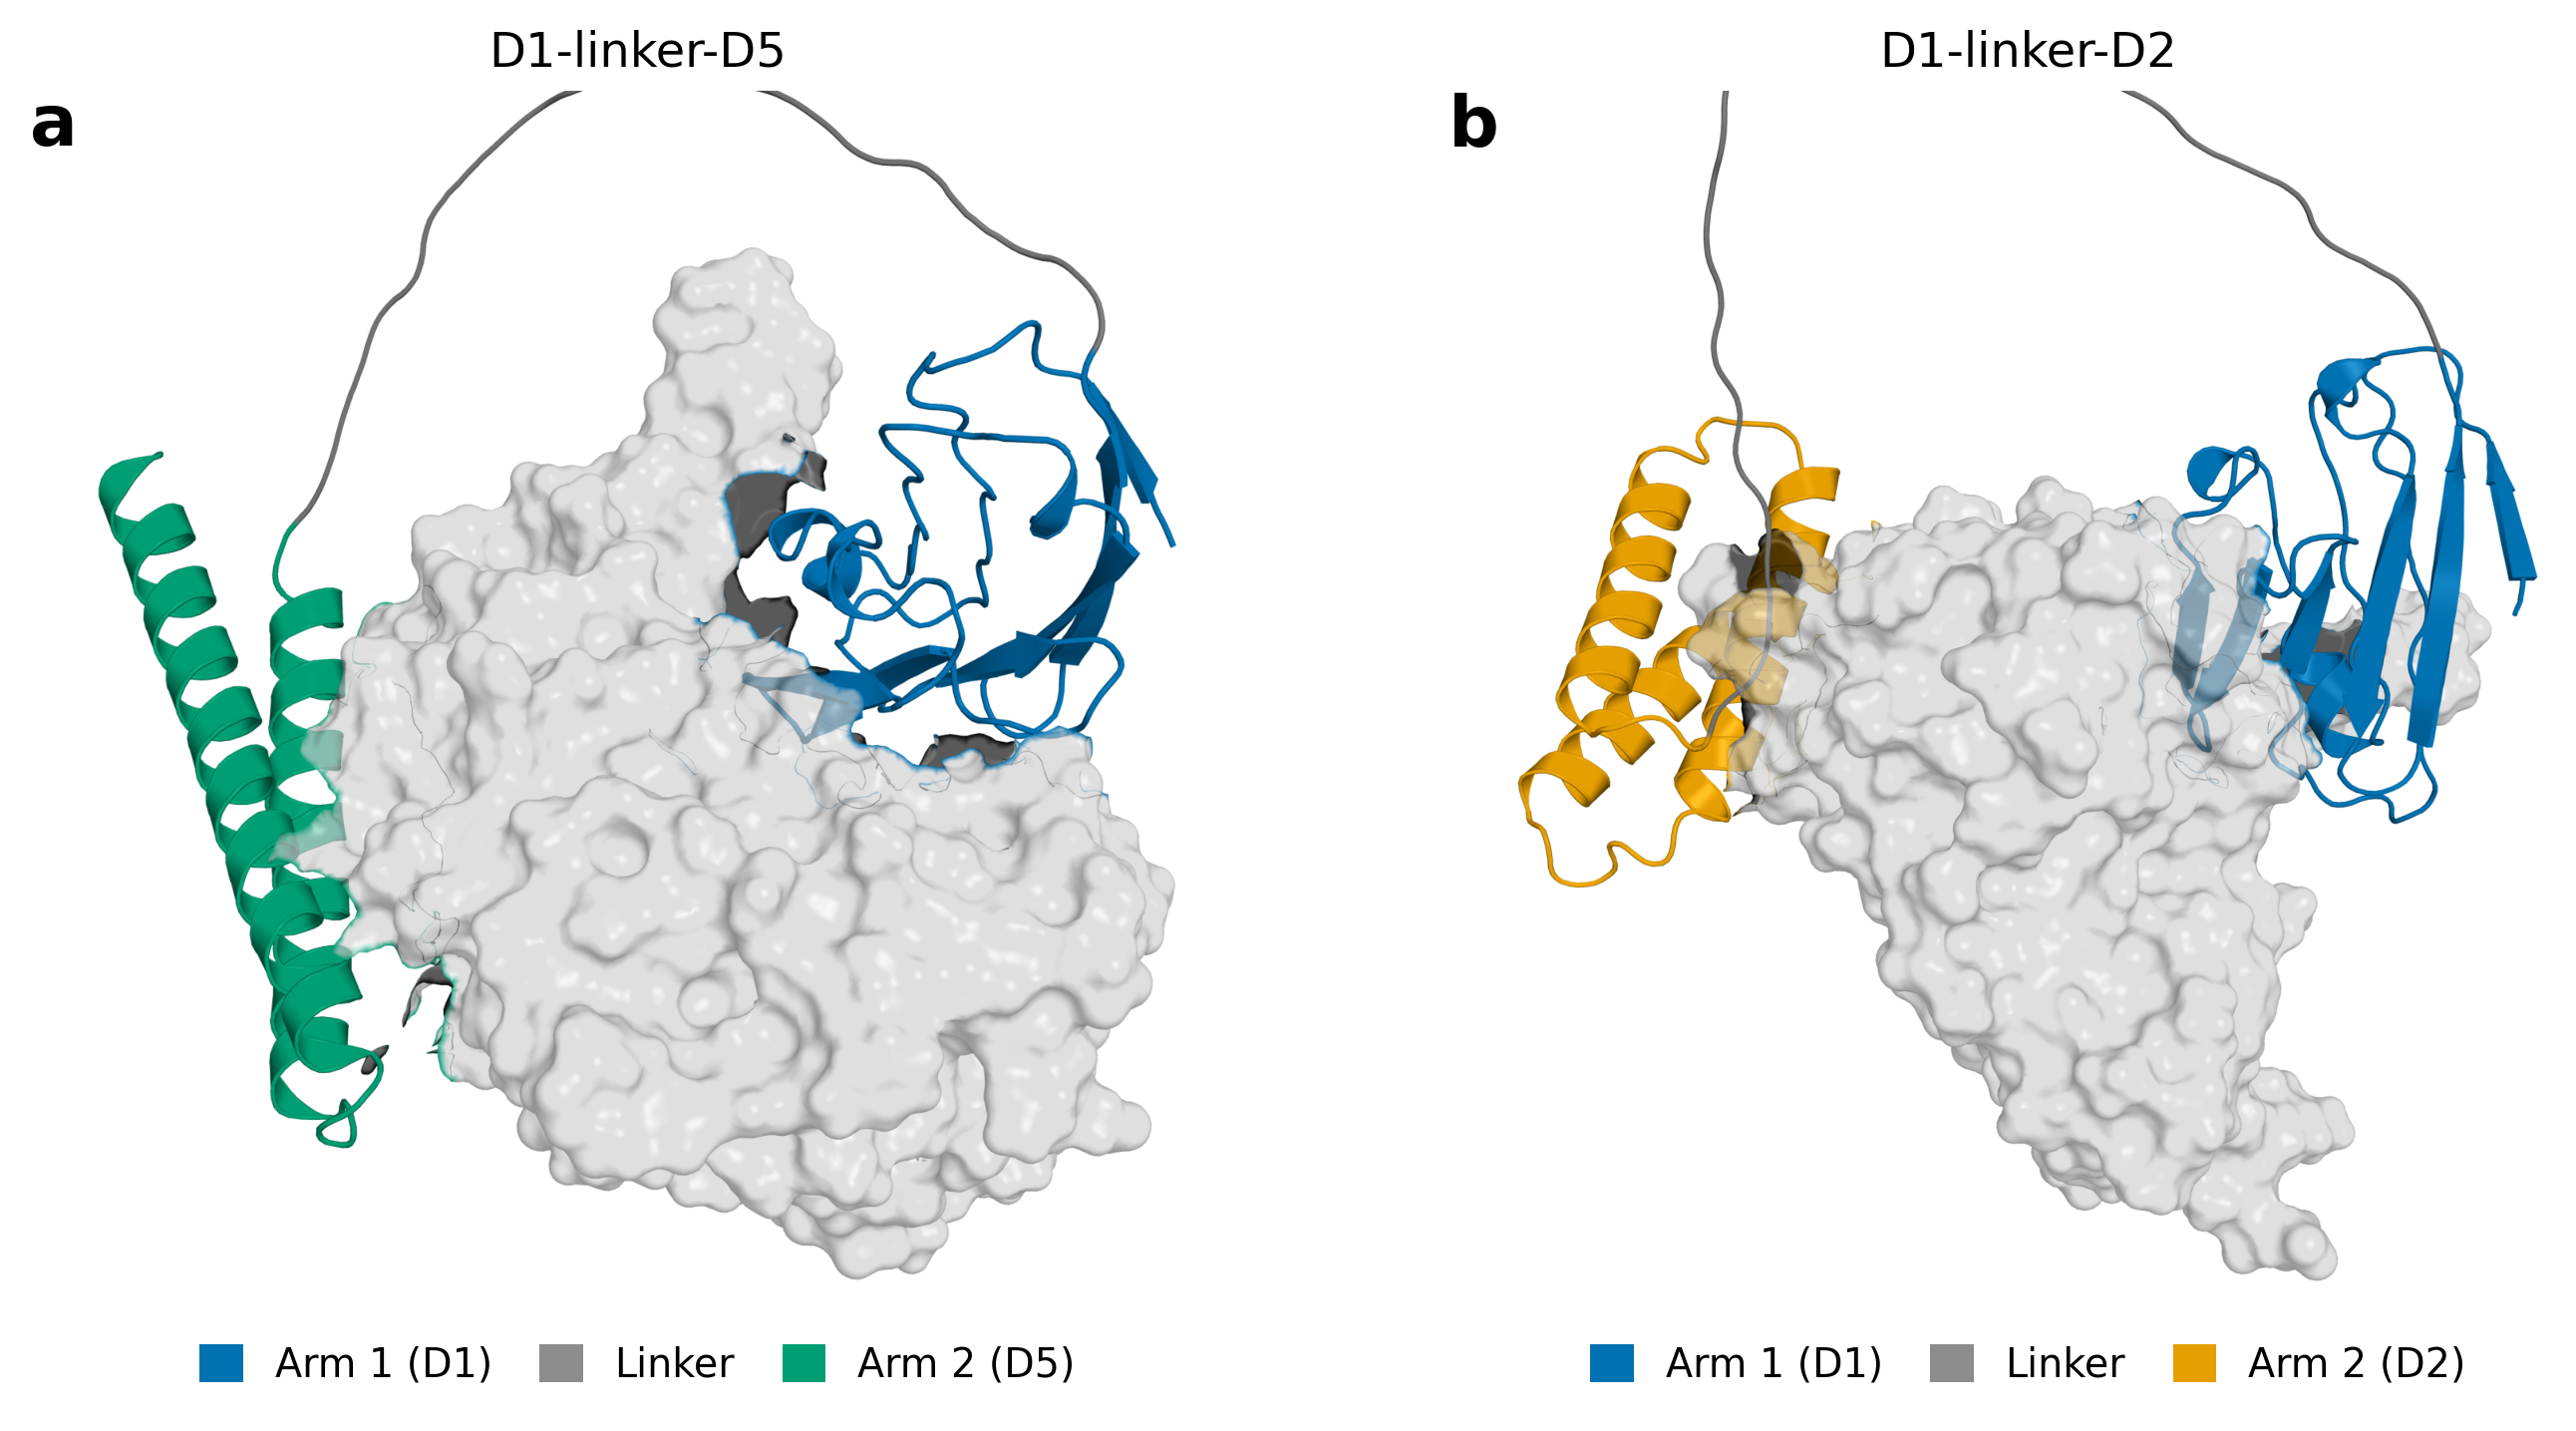 D1-linker-D5
a
Arm 1 (D1) Linker Arm 2 (D5)
D1-linker-D2
b
Arm 1 (D1) Linker Arm 2 (D2)